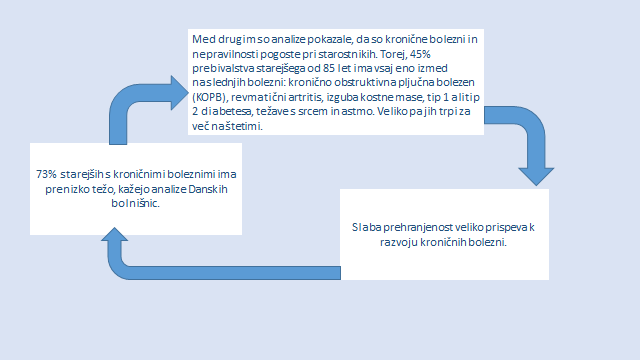 Med drugim so analize pokazale, da so kronične bolezni in
nepravilnosti pogoste pri starostnikih. Torej, 45%
prebivalstva starejšega od 85 let ima vsaj eno izmed
naslednjih bolezni: kronično obstruktivna pljučna bolezen
(KOPB), revmatični artritis, izguba kostne mase, tip 1 ali tip
2 diabetesa, težave s srcem in astmo. Veliko pa jih trpi za
več naštetimi.
73% starejših s kroničnimi boleznimi ima
prenizko težo, kažejo analize Danskih
bolnišnic.
Slaba prehranjenost veliko prispeva k
razvoju kroničnih bolezni.